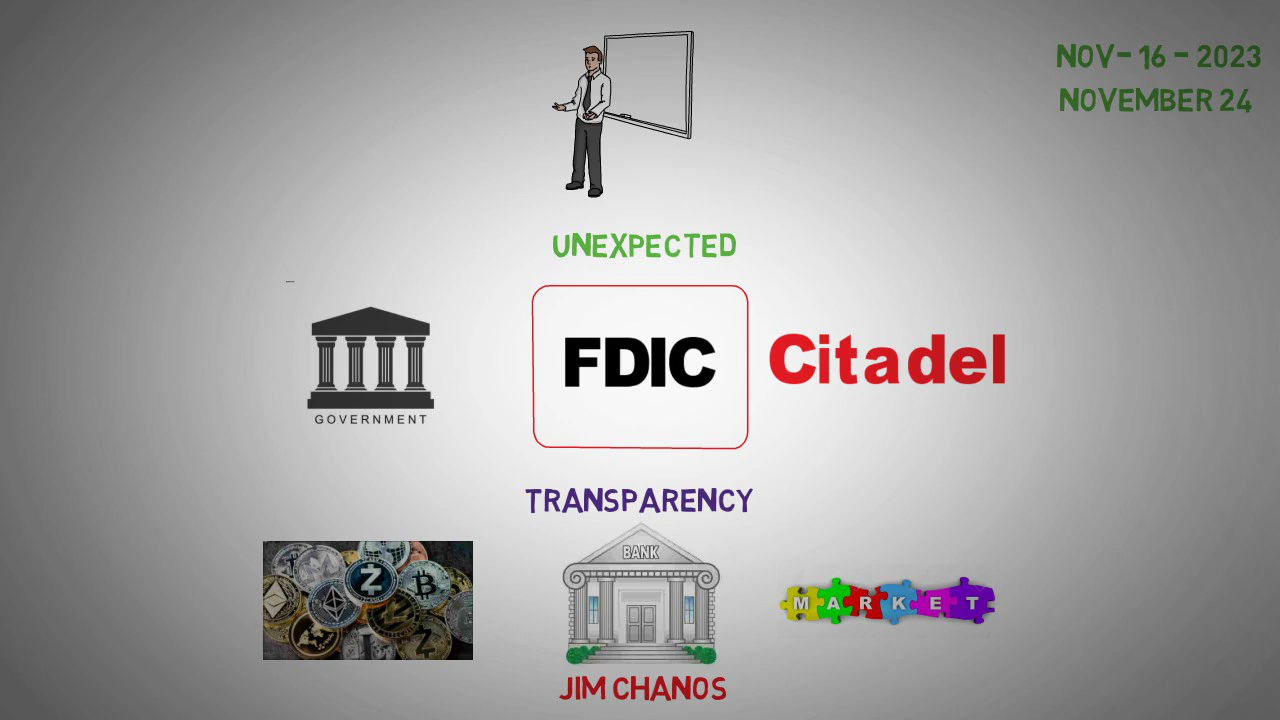 NOV- 16 - 2023
NOVEMBER 24
UNEXPECTED
FDIC
Citadel
GOVERNMENT
TRANSPARENCY
BANK
MARKET
JIM CHANOS